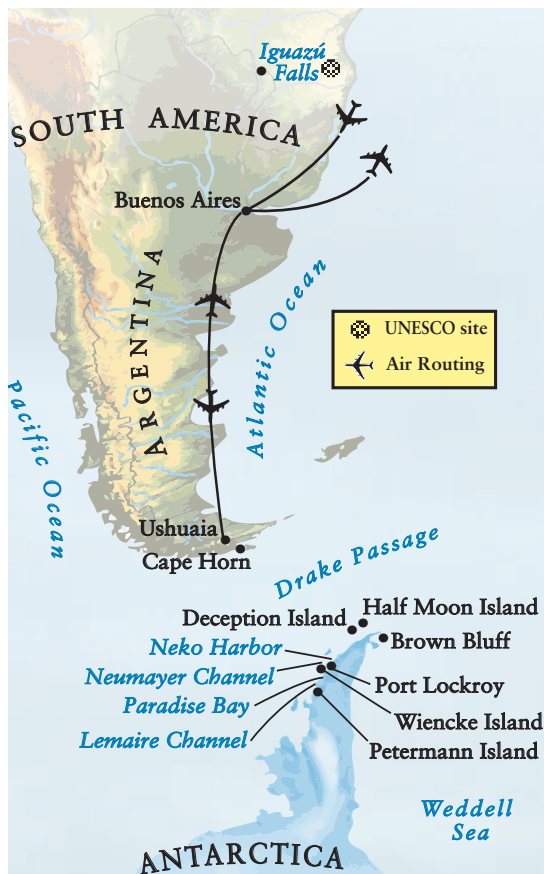 Iguazú
Falls
SOUTH AMERICA
Buenos Aires
ARGENTINA
Atlantic Ocean
UNESCO site
Air Routing
Pacific Ocean
Ushuaia
Cape Horn
Drake Passage
Half Moon Island
Deception Island
Brown Bluff
Neko Harbor
Neumayer Channel
Port Lockroy
Paradise Bay
Wiencke Island
Lemaire Channel
Petermann Island
Weddell
Sea
ANTARCTICA